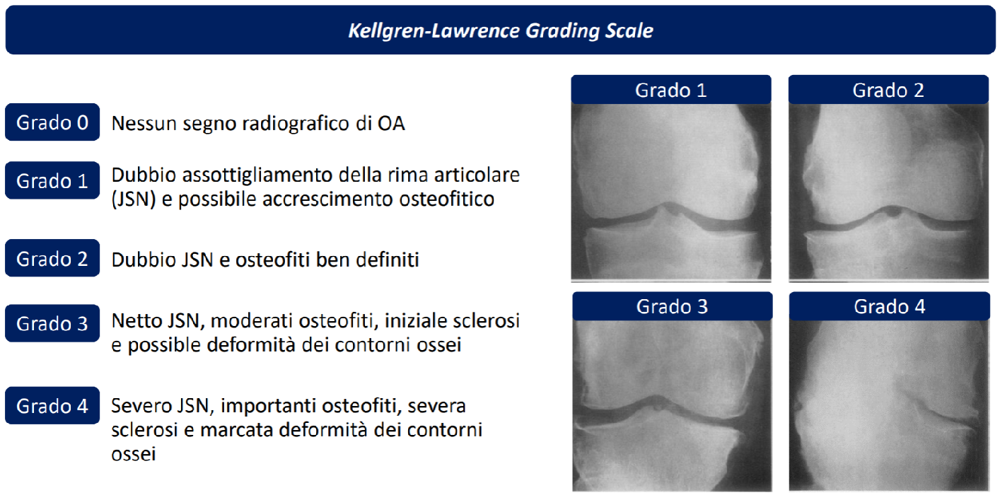 Kellgren-Lawrence Grading Scale
Grado 0
Nessun segno radiografico di OA
Grado 1
Dubbio assottigliamento della rima articolare
(JSN) e possibile accrescimento osteofitico
Grado 2
Dubbio JSN e osteofiti ben definiti
Grado 3
Netto JSN, moderati osteofiti, iniziale sclerosi
e possible deformità dei contorni ossei
Grado 4
Severo JSN, importanti osteofiti, severa
sclerosi e marcata deformità dei contorni
ossei
Grado 1
Grado 2
Grado 3
Grado 4